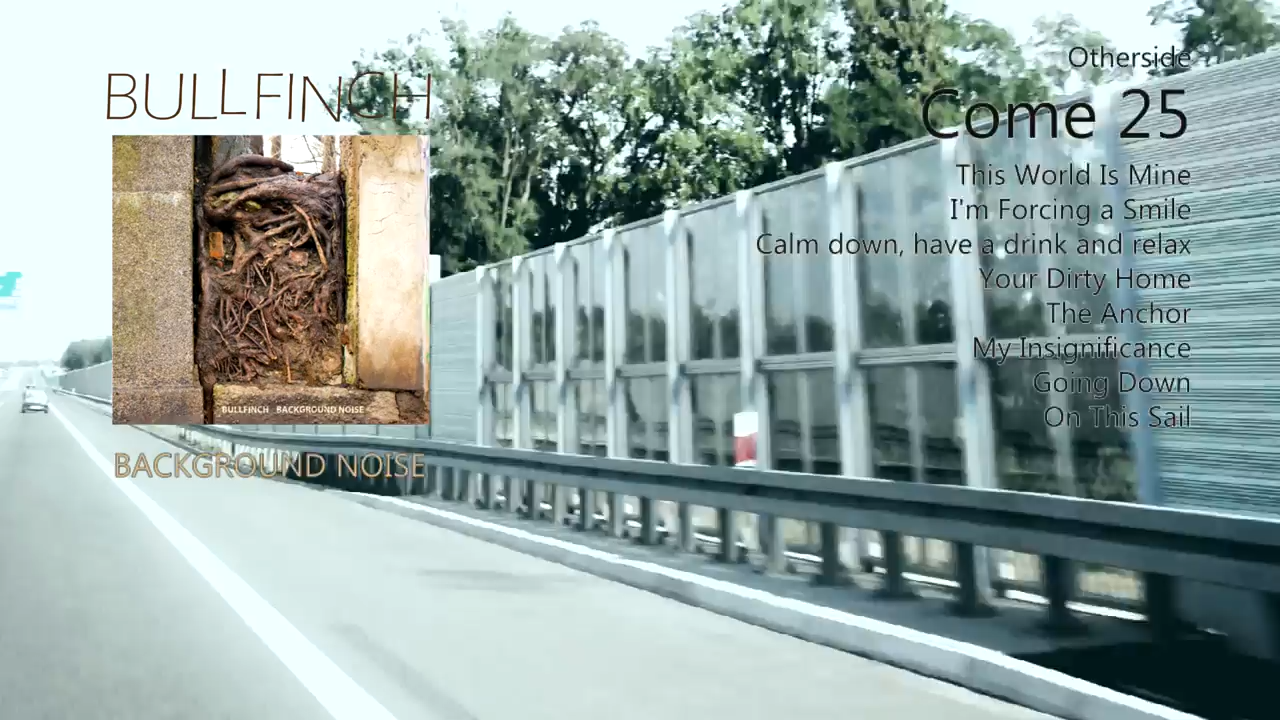 BULLFINCH
BULLFINCH BACKGROUND NOISE
BACKGROUND NOISE
Otherside
Come 25
This World Is Mine
I'm Forcing a Smile
Calm down, have a drink and relax
Your Dirty Home
The Anchor
My Insignificance
Going Down
On This Sail